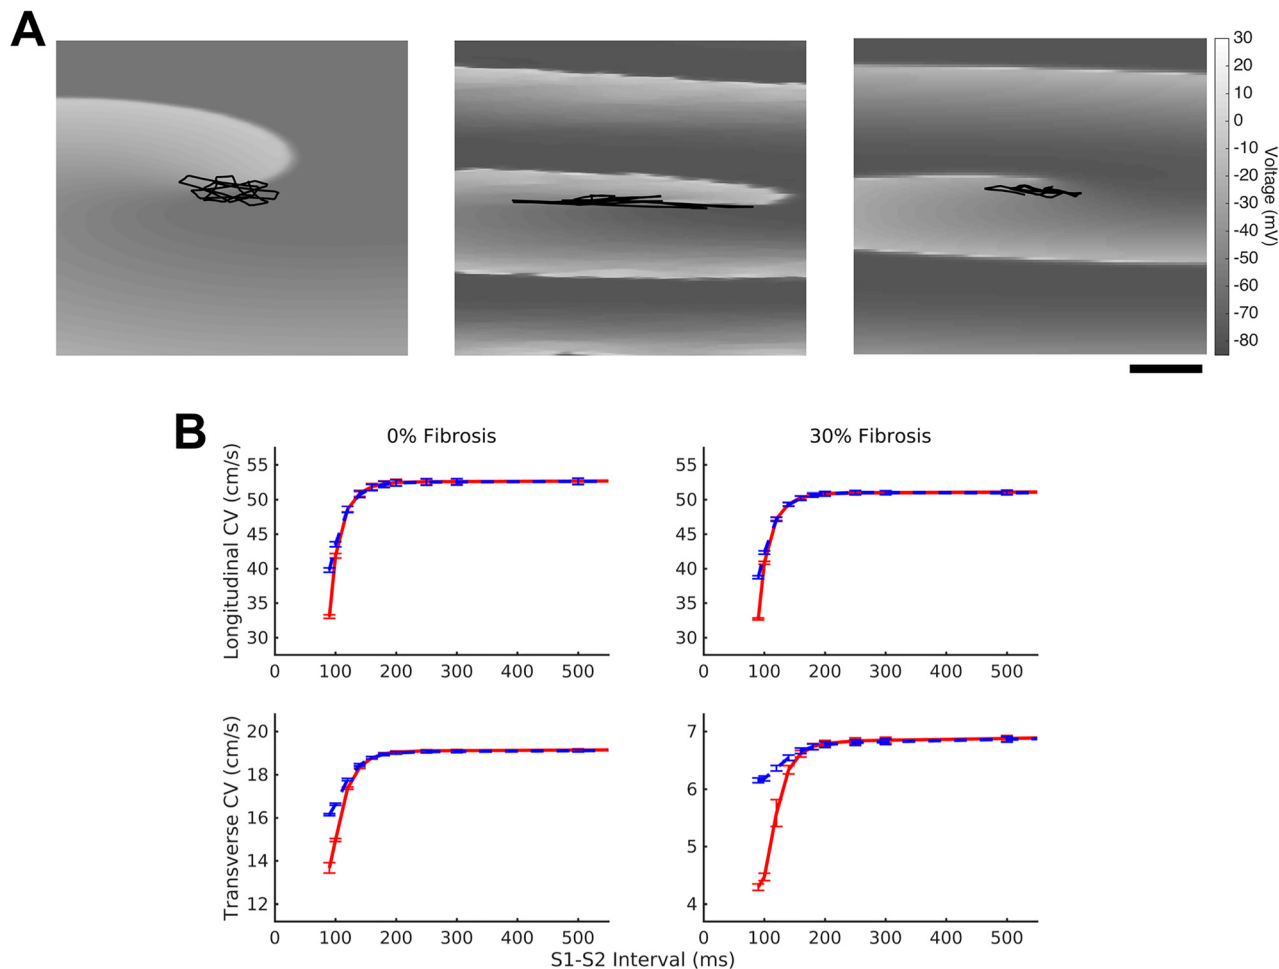 A
30
20
10
0
-10
-20
-30
-40
-50
-60
-70
-80
Voltage (mV)
B
0% Fibrosis
30% Fibrosis
Longitudinal CV (cm/s)
55
50
45
40
35
30
0 100 200 300 400 500
55
50
45
40
35
30
0 100 200 300 400 500
Transverse CV (cm/s)
20
18
16
14
12
0 100 200 300 400 500
7
6
5
4
0 100 200 300 400 500
S1-S2 Interval (ms)